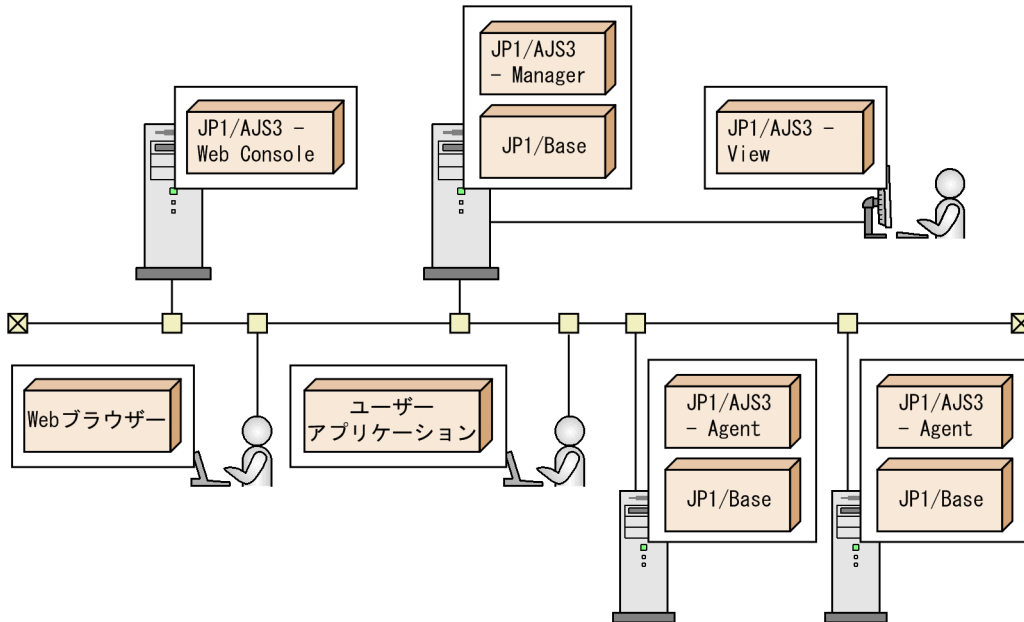 JP1/AJS3 -
Web Console
JP1/AJS3
- Manager
JP1/Base
JP1/AJS3 -
View
Webブラウザー
ユーザー
アプリケーション
JP1/AJS3
- Agent
JP1/Base
JP1/AJS3
- Agent
JP1/Base